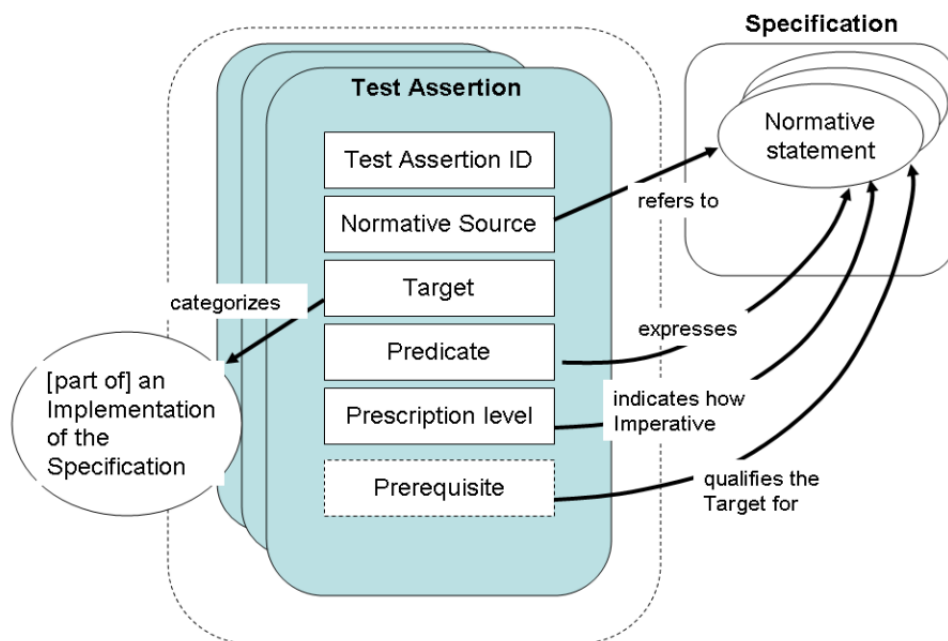 Specification
Test Assertion
Normative
statement
Test Assertion ID
refers to
Normative Source
categorizes
Target
expresses
Predicate
[part of] an
Implementation
of the
Specification
indicates how
Imperative
Prescription level
qualifies the
Target for
Prerequisite